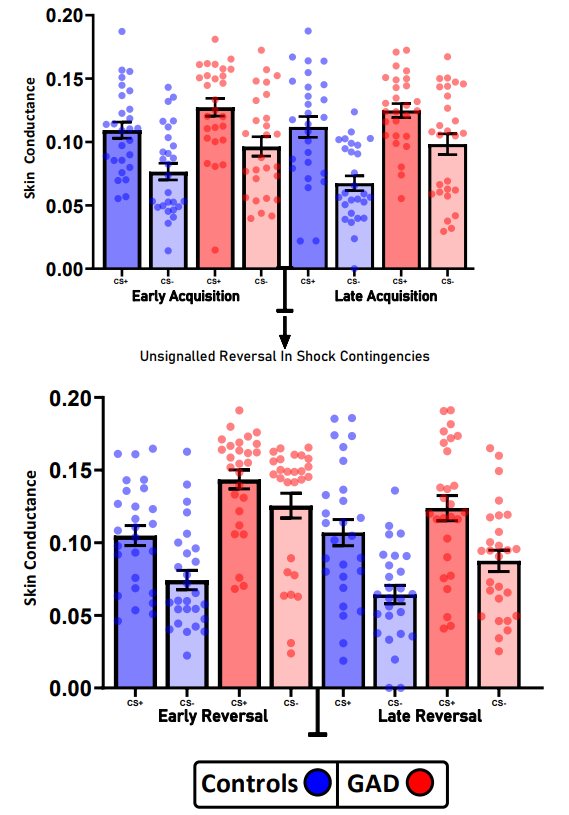 0.20
0.15
0.10
0.05
0.00
Skin Conductance
CS+ CS- CS+ CS- CS+ CS- CS+ CS-
Early Acquisition Late Acquisition
Unsignalled Reversal In Shock Contingencies
0.20
0.15
0.10
0.05
0.00
Skin Conductance
CS+ CS- CS+ CS- CS+ CS- CS+ CS-
Early Reversal Late Reversal
Controls GAD